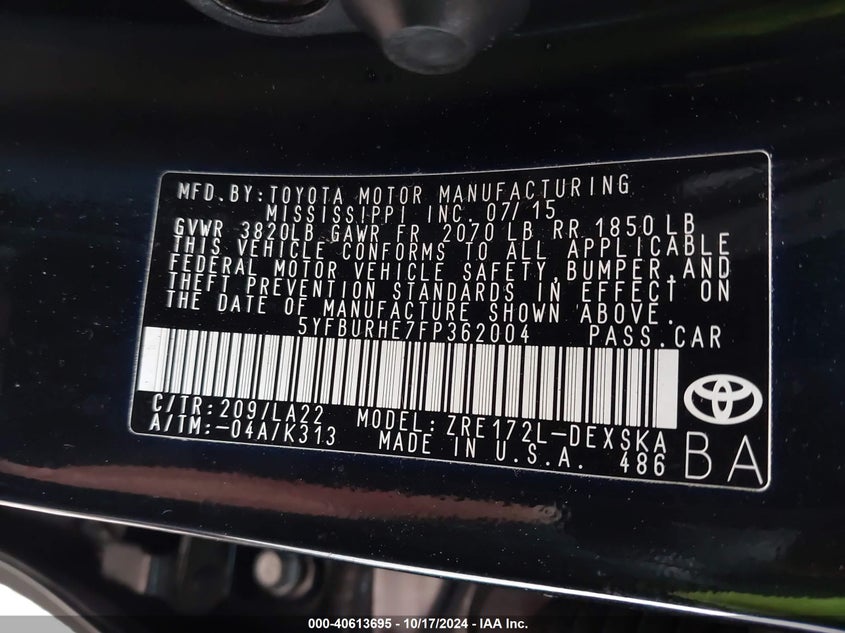 MFD. BY: TOYOTA MOTOR MANUFACTURING
MISSISSIPPI INC. 07/15
GVWR 3820LB GAWR FR 2070 LB RR 1850 LB
THIS VEHICLE CONFORMS TO ALL APPLICABLE
FEDERAL MOTOR VEHICLE SAFETY, BUMPER, AND
THEFT PREVENTION STANDARDS IN EFFECT ON
THE DATE OF MANUFACTURE SHOWN ABOVE.
5YFBURHE7FP362004 PASS. CAR
C/TR: 209/LA22 MODEL: ZRE172L-DEXSKA
A/TM: -04A/K313 MADE IN U.S.A. 486
BA
000-40613695 - 10/17/2024 - IAA Inc.